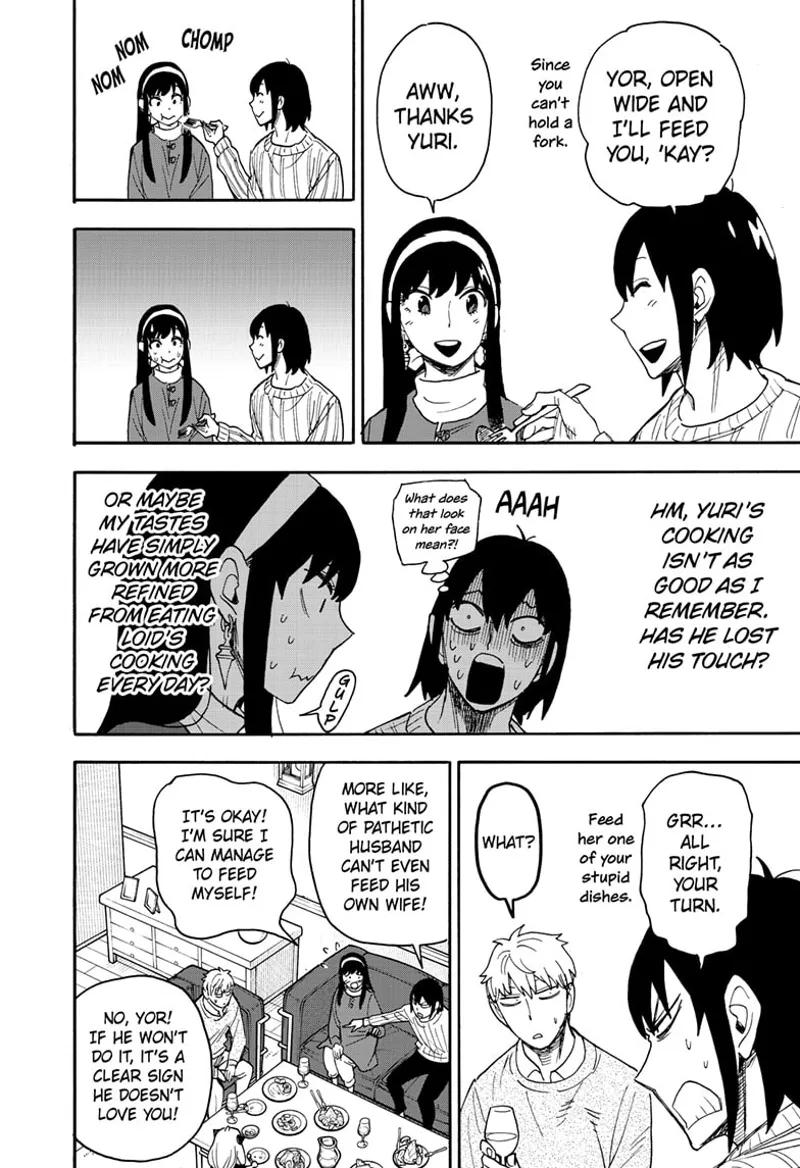 YOR, OPEN
WIDE AND
I'LL FEED
YOU, 'KAY?
Since
you
can't
hold a
fork.
AWW,
THANKS
YURI.
CHOMP
NOM
NOM
HM, YURI'S
COOKING
ISN'T AS
GOOD AS I
REMEMBER.
HAS HE LOST
HIS TOUCH?
AAAH
What does
that look
on her face
mean?!
GULP
OR MAYBE
MY TASTES
HAVE SIMPLY
GROWN MORE
REFINED
FROM EATING
LOID'S
COOKING
EVERY DAY?
GRR...
ALL
RIGHT,
YOUR
TURN.
Feed
her one
of your
stupid
dishes.
WHAT?
MORE LIKE,
WHAT KIND
OF PATHETIC
HUSBAND
CAN'T EVEN
FEED HIS
OWN WIFE!
IT'S OKAY!
I'M SURE I
CAN MANAGE
TO FEED
MYSELF!
NO, YOR!
IF HE WON'T
DO IT, IT'S A
CLEAR SIGN
HE DOESN'T
LOVE YOU!